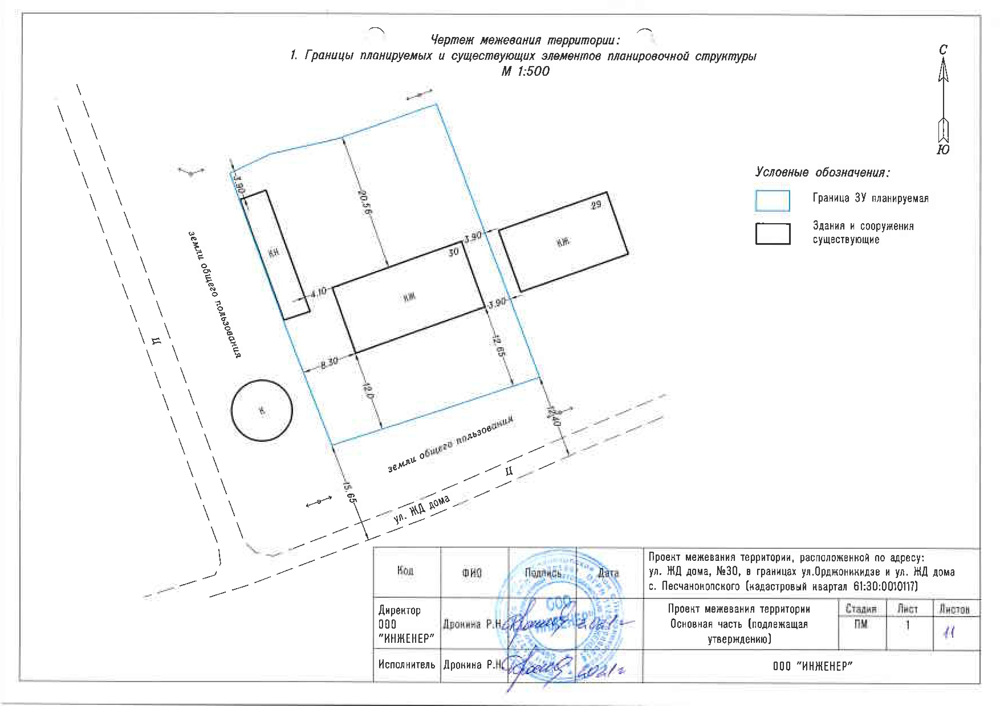 Чертеж межевания территории:
1. Границы планируемых и существующих элементов планировочной структуры
М 1:500
С
Ю
Условные обозначения:
Граница ЗУ планируемая
Здания и сооружения
существующие
3.90
20.56
КН
земли общего пользования
Ц
4.10
30
КЖ
3.90
29
КЖ
3.90
8.30
12.0
12.65
К
12.40
земли общего пользования
Ц
15.65
ул. ЖД дома
Код
ФИО
Подпись
Дата
Проект межевания территории, расположенной по адресу:
ул. ЖД дома, №30, в границах ул.Орджоникидзе и ул. ЖД дома
с. Песчанокопского (кадастровый квартал 61:30:0010117)
Директор
ООО
"ИНЖЕНЕР"
Дрокина Р.Н.
2021 г
Проект межевания территории
Основная часть (подлежащая
утверждению)
Стадия
Лист
Листов
ПМ
1
11
Исполнитель
Дрокина Р.Н.
2021 г
ООО "ИНЖЕНЕР"
ООО